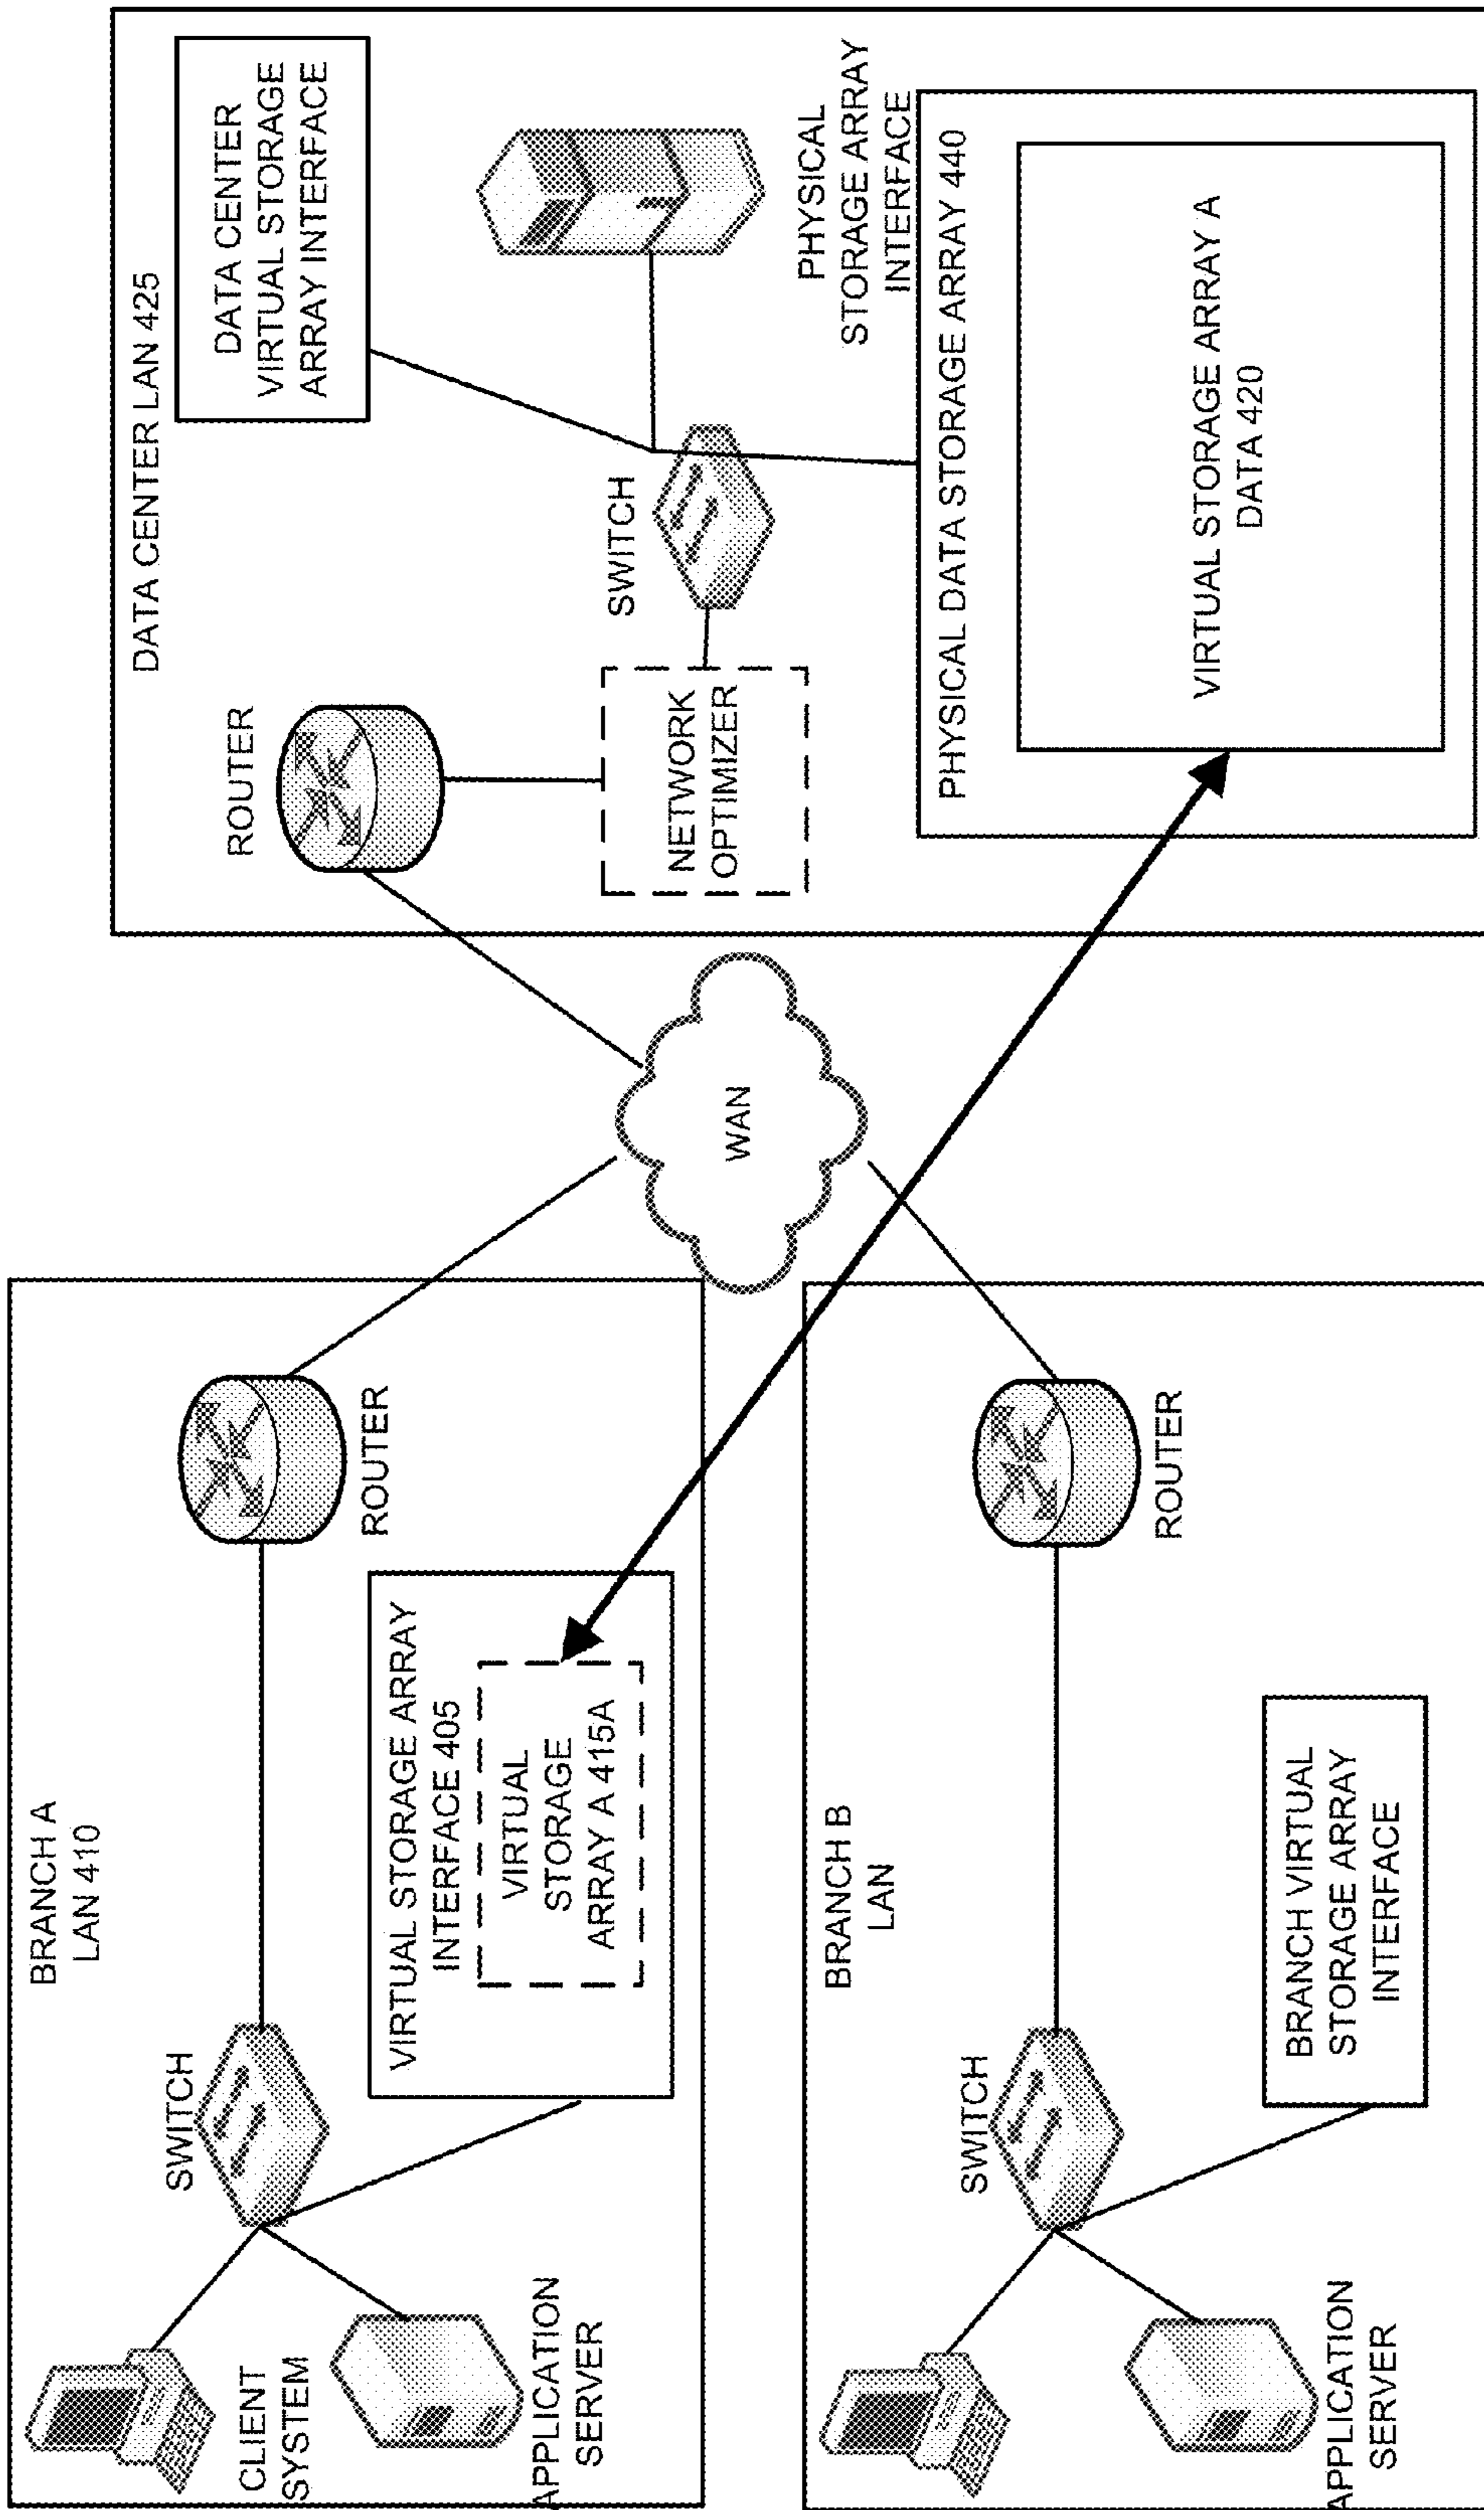 BRANCH A
LAN 410
SWITCH
ROUTER
CLIENT
SYSTEM
APPLICATION
SERVER
VIRTUAL STORAGE ARRAY
INTERFACE 405
VIRTUAL
STORAGE
ARRAY A 415A
BRANCH B
LAN
SWITCH
ROUTER
APPLICATION
SERVER
BRANCH VIRTUAL
STORAGE ARRAY
INTERFACE
WAN
DATA CENTER LAN 425
ROUTER
NETWORK
OPTIMIZER
SWITCH
DATA CENTER
VIRTUAL STORAGE
ARRAY INTERFACE
PHYSICAL
STORAGE ARRAY
INTERFACE
PHYSICAL DATA STORAGE ARRAY 440
VIRTUAL STORAGE ARRAY A
DATA 420